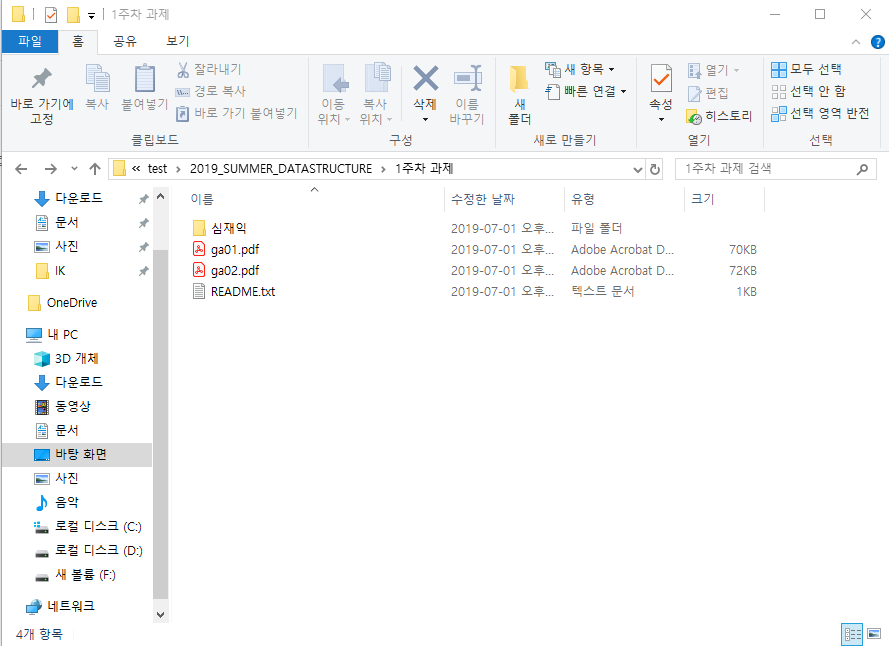 1주차 과제
파일 홈 공유 보기
바로 가기에 고정
복사
붙여넣기
잘라내기
경로 복사
바로 가기 붙여넣기
클립보드
이동 위치
복사 위치
삭제
이름 바꾸기
구성
새 폴더
새 항목
빠른 연결
새로 만들기
속성
열기
편집
히스토리
열기
모두 선택
선택 안 함
선택 영역 반전
선택
« test › 2019_SUMMER_DATASTRUCTURE › 1주차 과제
1주차 과제 검색
다운로드
문서
사진
IK
OneDrive
내 PC
3D 개체
다운로드
동영상
문서
바탕 화면
사진
음악
로컬 디스크 (C:)
로컬 디스크 (D:)
새 볼륨 (F:)
네트워크
이름 수정한 날짜 유형 크기
심재익 2019-07-01 오후... 파일 폴더
ga01.pdf 2019-07-01 오후... Adobe Acrobat D... 70KB
ga02.pdf 2019-07-01 오후... Adobe Acrobat D... 72KB
README.txt 2019-07-01 오후... 텍스트 문서 1KB
4개 항목